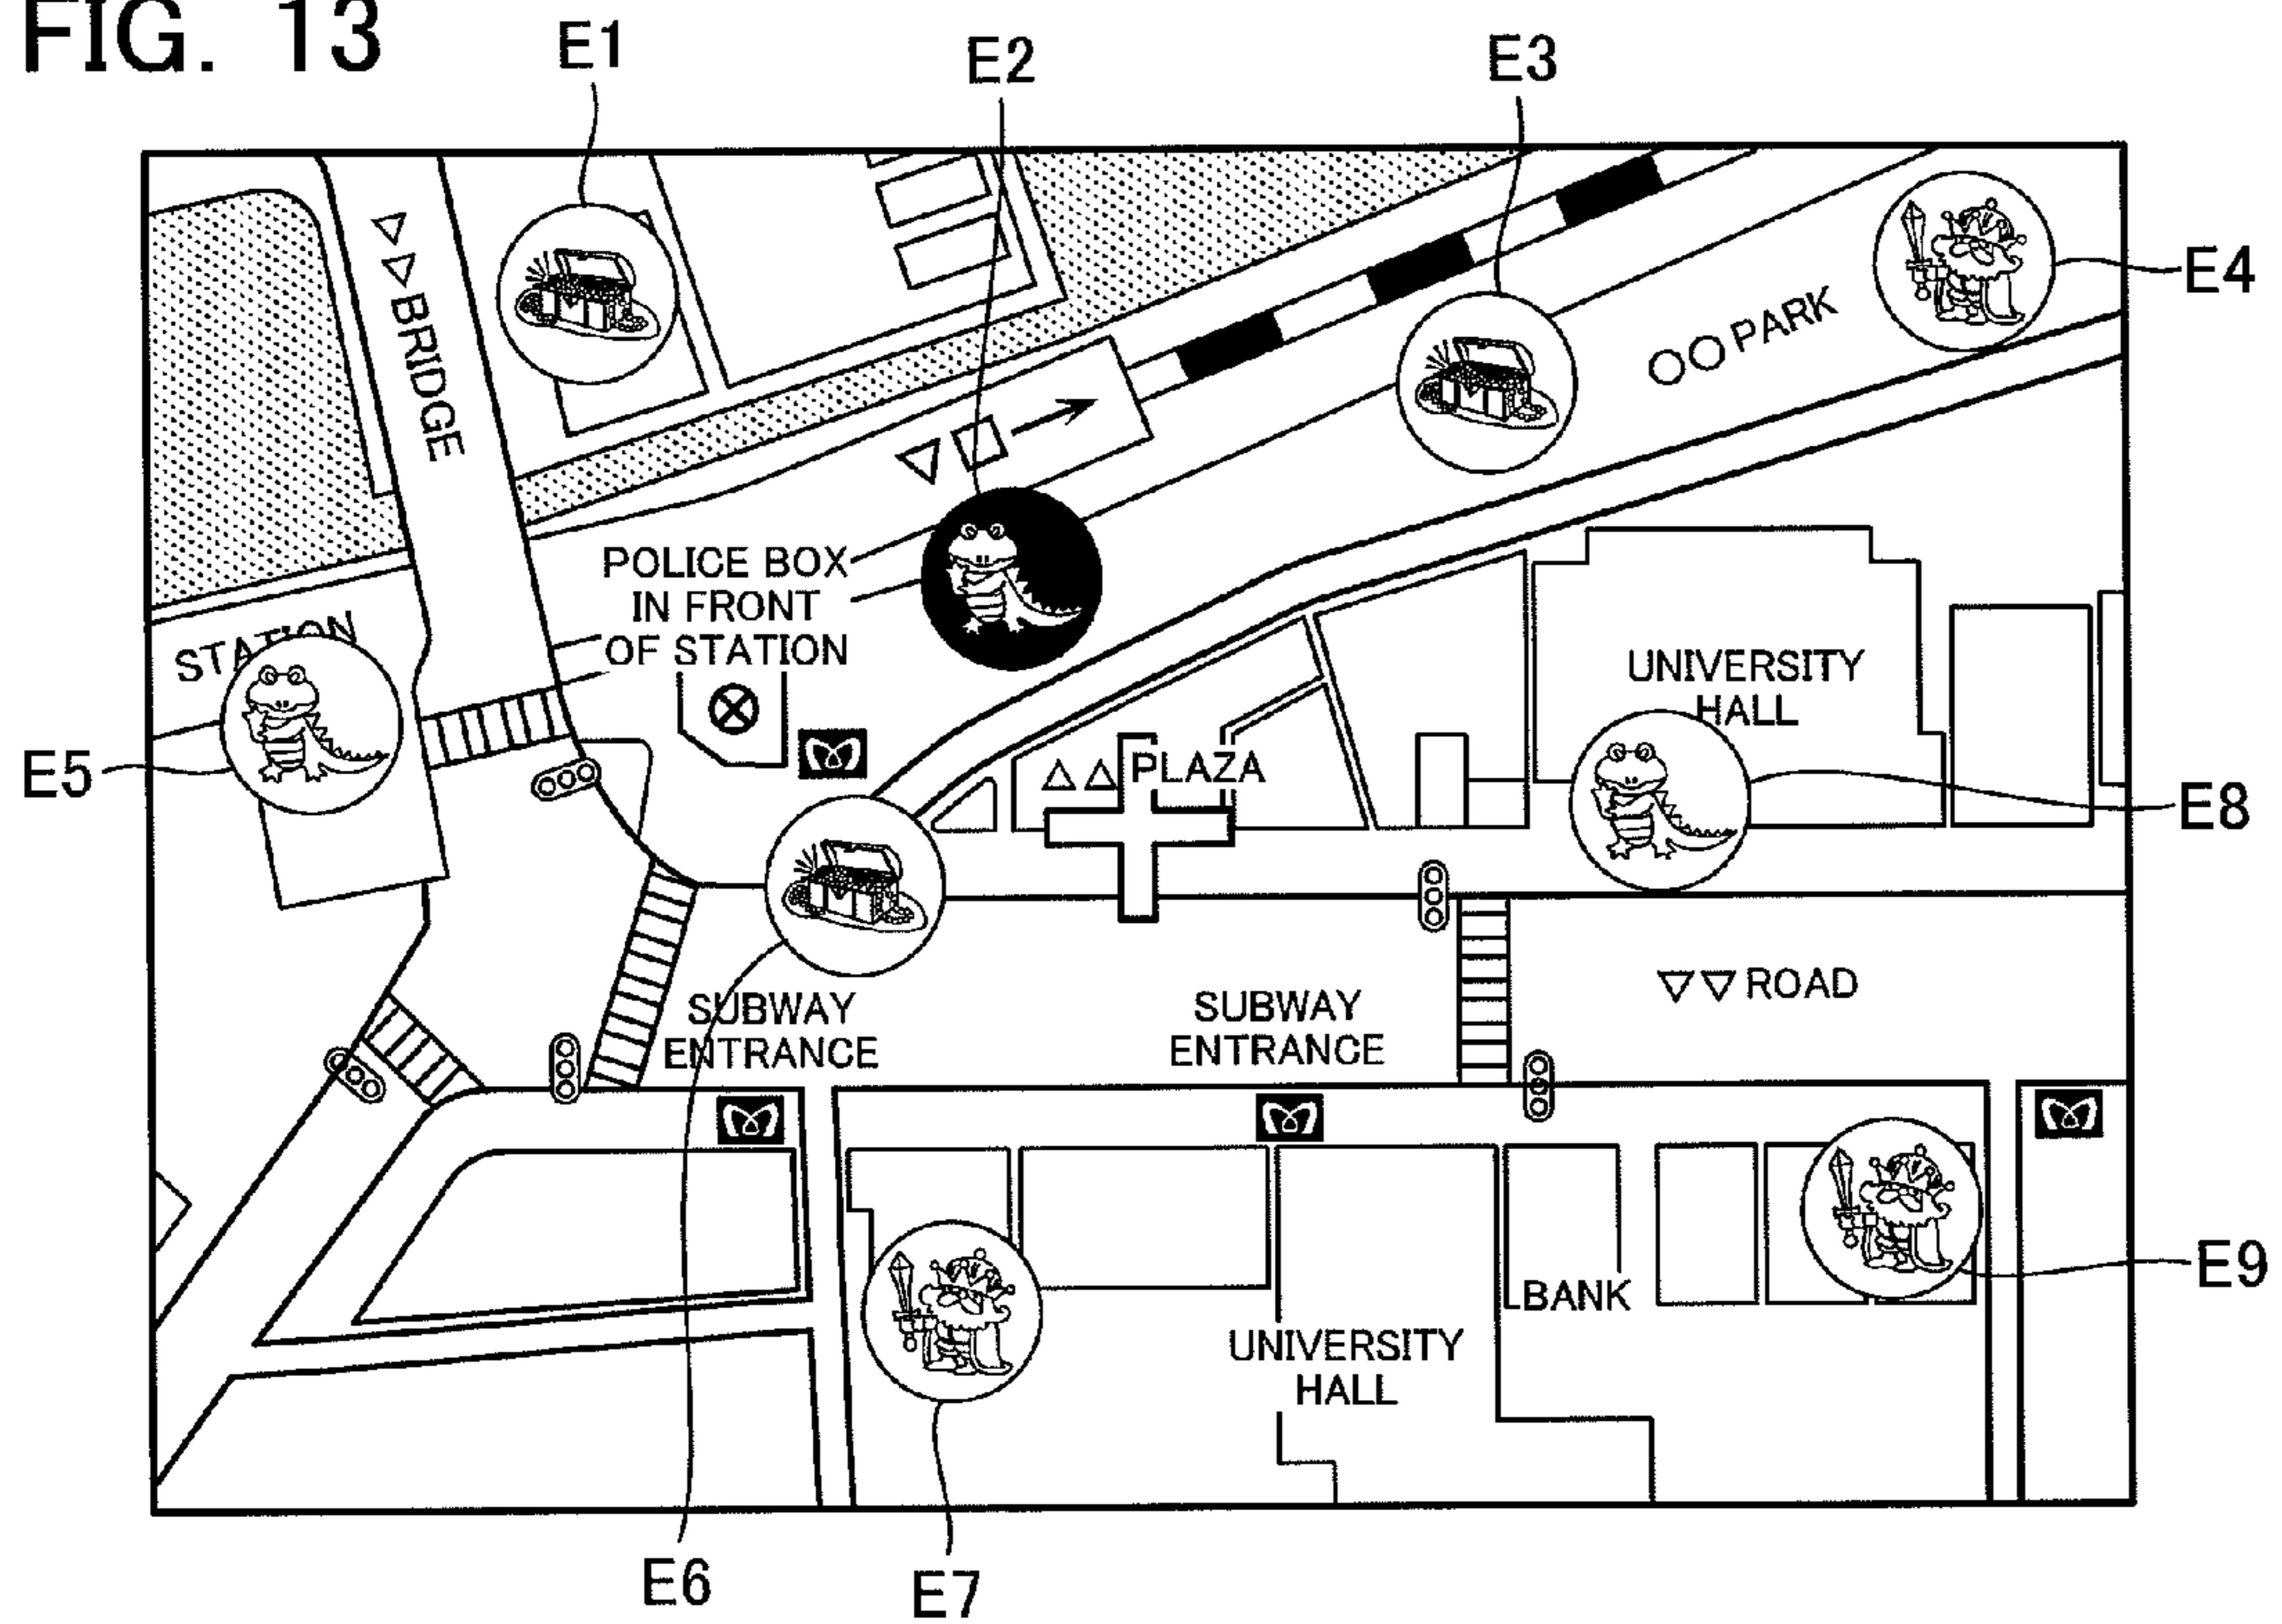 FIG. 13
E1
E2
E3
E4
▽▽BRIDGE
▽□→
○○PARK
POLICE BOX
IN FRONT
OF STATION
STATION
UNIVERSITY
HALL
E5
△△PLAZA
E8
SUBWAY
ENTRANCE
SUBWAY
ENTRANCE
▽▽ROAD
BANK
E9
UNIVERSITY
HALL
E6
E7